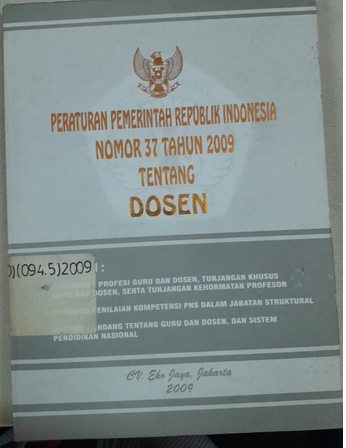 PERATURAN PEMERINTAH REPUBLIK INDONESIA
NOMOR 37 TAHUN 2009
TENTANG
DOSEN
)(094.5)2009
PROFESI GURU DAN DOSEN, TUNJANGAN KHUSUS
DOSEN, SERTA TUNJANGAN KEHORMATAN PROFESOR
PENILAIAN KOMPETENSI PNS DALAM JABATAN STRUKTURAL
UNDANG TENTANG GURU DAN DOSEN, DAN SISTEM
PENDIDIKAN NASIONAL
CV. Eko Jaya, Jakarta
2009